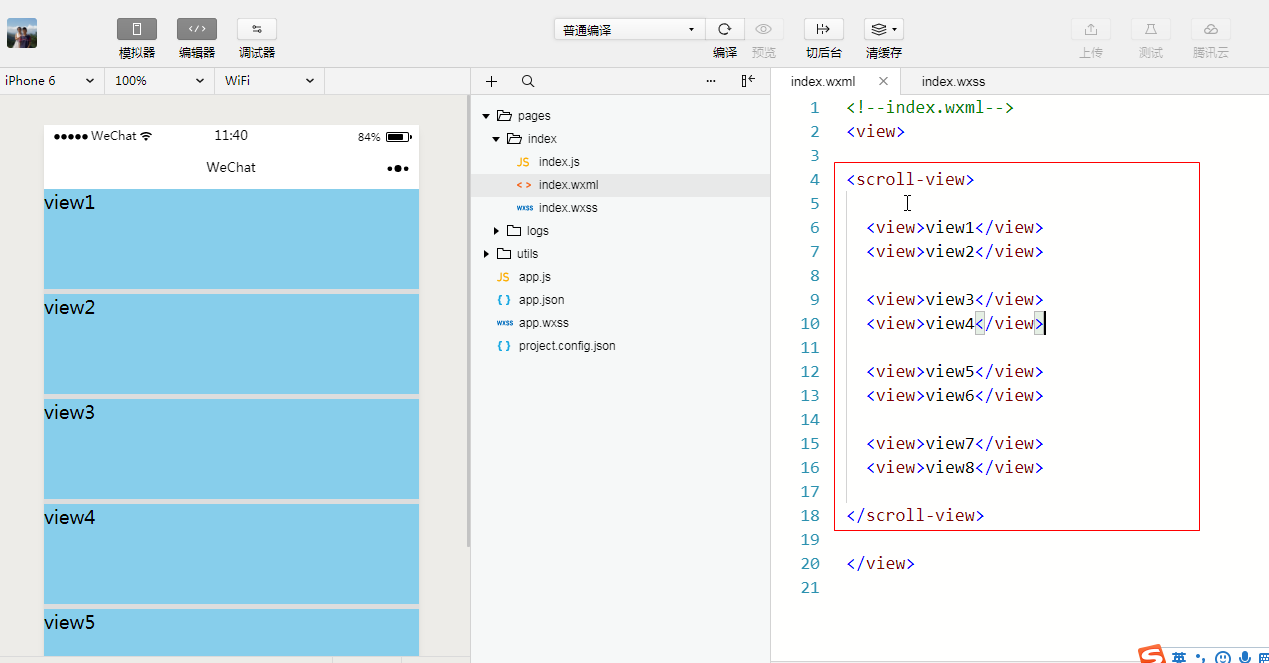 模拟器 编辑器 调试器
普通编译
编译 预览 切后台 清缓存
上传 测试 腾讯云
iPhone 6 100% WiFi
WeChat 11:40 84%
WeChat
view1
view2
view3
view4
view5
pages
index
JS index.js
< > index.wxml
wxss index.wxss
logs
utils
JS app.js
{ } app.json
wxss app.wxss
{ } project.config.json
index.wxml × index.wxss
1 <!--index.wxml-->
2 <view>
3
4 <scroll-view>
5
6 <view>view1</view>
7 <view>view2</view>
8
9 <view>view3</view>
10 <view>view4</view>
11
12 <view>view5</view>
13 <view>view6</view>
14
15 <view>view7</view>
16 <view>view8</view>
17
18 </scroll-view>
19
20 </view>
21
S 英